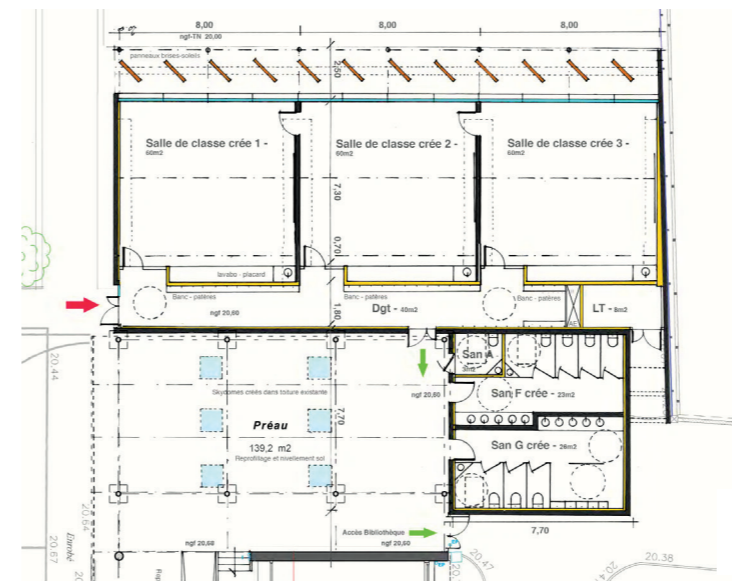 8,00
8,00
8,00
ngf-TN 20,00
panneaux brises-soleils
2,50
Salle de classe crée 1 -
60m2
Salle de classe crée 2 -
60m2
Salle de classe crée 3 -
60m2
7,30
0,70
lavabo - placard
Banc - patères
Banc - patères
Banc - patères
ngf 20,60
1,80
Dgt - 40m2
LT - 8m2
San A
20.44
Skydomes créés dans toiture existante
ngf 20,60
San F crée - 23m2
Préau
7,70
139,2 m2
Reprofilage et nivellement sol
San G crée - 26m2
20.64
Enrobé
20.67
Accès Bibliothèque
7,70
ngf 20,60
ngf 20,60
20.47
20.38